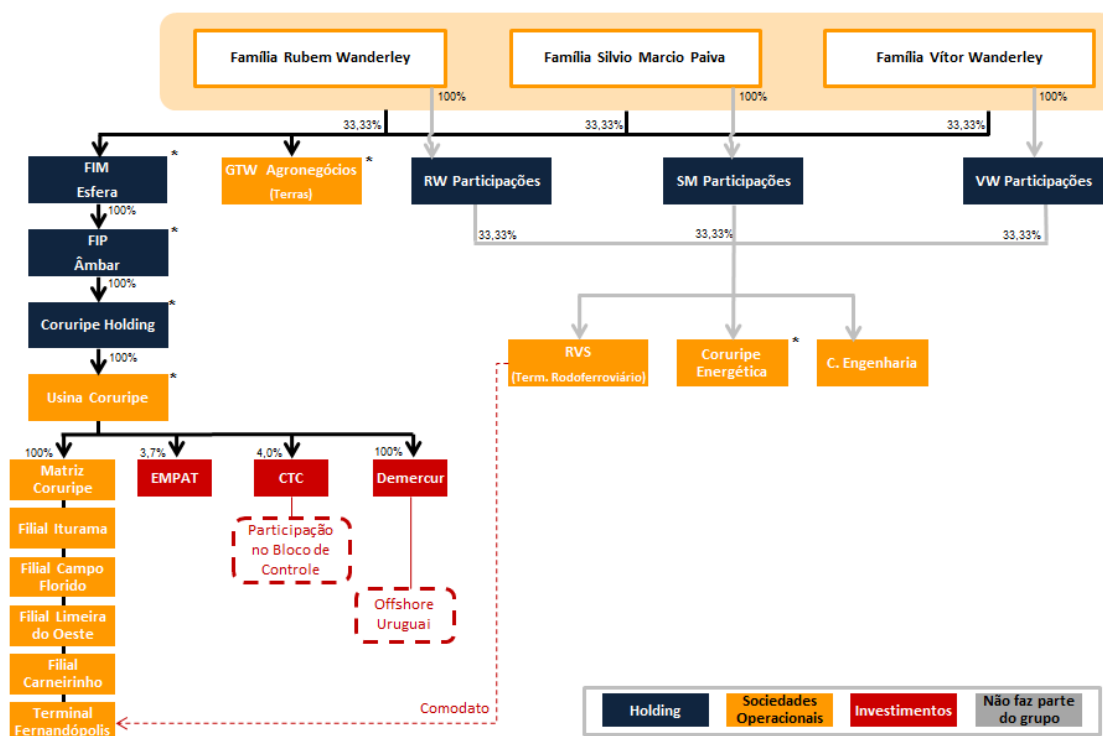 Família Rubem Wanderley
Família Silvio Marcio Paiva
Família Vítor Wanderley
100%
100%
100%
33,33%
33,33%
33,33%
FIM
Esfera
*
GTW Agronegócios
(Terras)
*
RW Participações
SM Participações
VW Participações
100%
FIP
Âmbar
*
33,33%
33,33%
33,33%
100%
Coruripe Holding
*
100%
RVS
(Term. Rodoferroviário)
Coruripe
Energética
*
C. Engenharia
Usina Coruripe
*
100%
3,7%
4,0%
100%
Matriz
Coruripe
EMPAT
CTC
Demercur
Filial Iturama
Participação
no Bloco de
Controle
Filial Campo
Florido
Offshore
Uruguai
Filial Limeira
do Oeste
Filial
Carneirinho
Terminal
Fernandópolis
Comodato
Holding
Sociedades
Operacionais
Investimentos
Não faz parte
do grupo